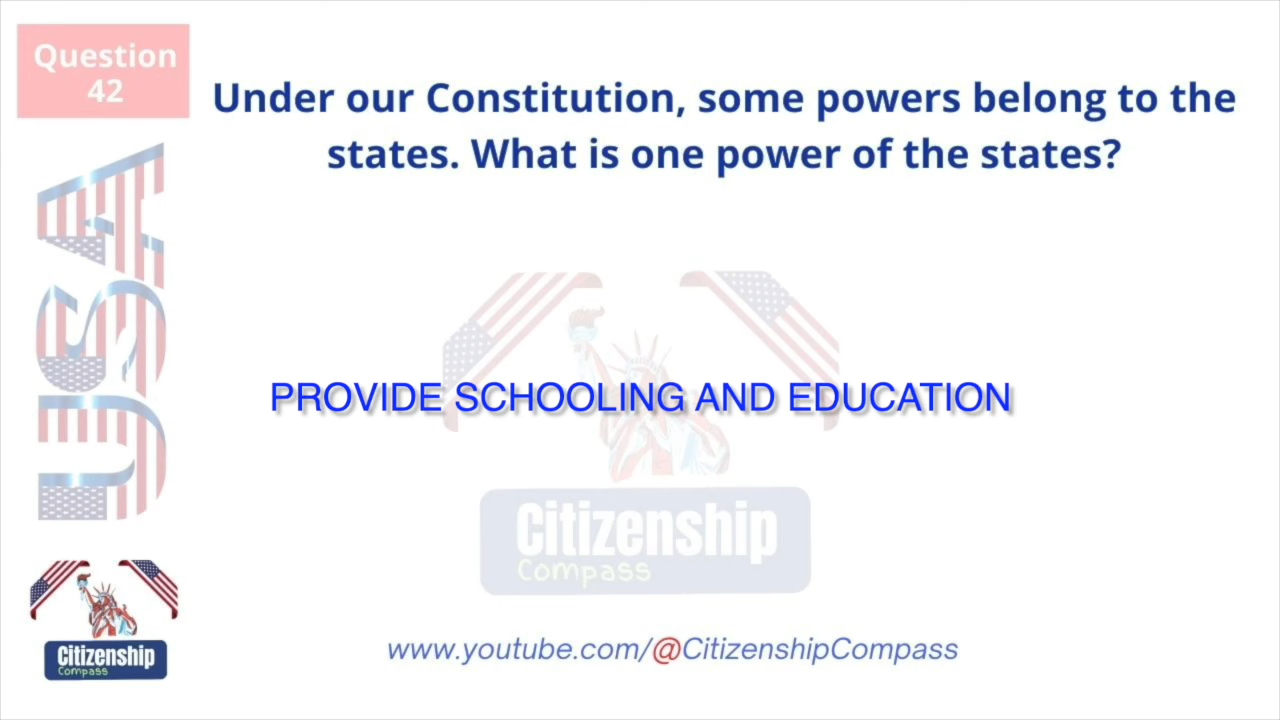 Question
42
Under our Constitution, some powers belong to the
states. What is one power of the states?
USA
PROVIDE SCHOOLING AND EDUCATION
Citizenship
Compass
Citizenship
Compass
www.youtube.com/@CitizenshipCompass